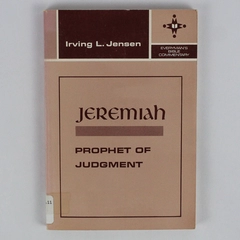 Irving L. Jensen
EVERYMAN'S
BIBLE
COMMENTARY
JEREMIAH
PROPHET OF
JUDGMENT